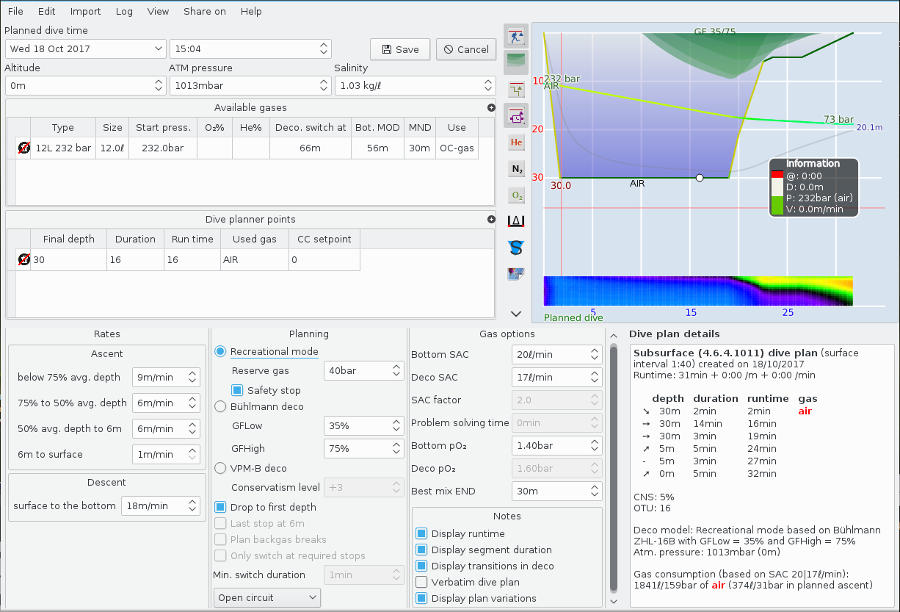 File Edit Import Log View Share on Help
Planned dive time
Wed 18 Oct 2017 15:04 Save Cancel
Altitude ATM pressure Salinity
0m 1013mbar 1.03 kg/ℓ
Available gases
Type Size Start press. O₂% He% Deco. switch at Bot. MOD MND Use
12L 232 bar 12.0ℓ 232.0bar 66m 56m 30m OC-gas
Dive planner points
Final depth Duration Run time Used gas CC setpoint
30 16 16 AIR 0
He
N₂
O₂
GF 35/75
10
232 bar
AIR
20
73 bar
20.1m
30
30.0
AIR
Information
@: 0:00
D: 0.0m
P: 232bar (air)
V: 0.0m/min
5 15 25
Planned dive
Rates
Ascent
below 75% avg. depth 9m/min
75% to 50% avg. depth 6m/min
50% avg. depth to 6m 6m/min
6m to surface 1m/min
Descent
surface to the bottom 18m/min
Planning
Recreational mode
Reserve gas 40bar
Safety stop
Bühlmann deco
GFLow 35%
GFHigh 75%
VPM-B deco
Conservatism level +3
Drop to first depth
Last stop at 6m
Plan backgas breaks
Only switch at required stops
Min. switch duration 1min
Open circuit
Gas options
Bottom SAC 20ℓ/min
Deco SAC 17ℓ/min
SAC factor 2.0
Problem solving time 0min
Bottom pO₂ 1.40bar
Deco pO₂ 1.60bar
Best mix END 30m
Notes
Display runtime
Display segment duration
Display transitions in deco
Verbatim dive plan
Display plan variations
Dive plan details
Subsurface (4.6.4.1011) dive plan (surface
interval 1:40) created on 18/10/2017
Runtime: 31min + 0:00 /m + 0:00 /min
depth duration runtime gas
➘ 30m 2min 2min air
→ 30m 14min 16min
→ 30m 3min 19min
➚ 5m 5min 24min
- 5m 3min 27min
➚ 0m 5min 32min
CNS: 5%
OTU: 16
Deco model: Recreational mode based on Bühlmann
ZHL-16B with GFLow = 35% and GFHigh = 75%
Atm. pressure: 1013mbar (0m)
Gas consumption (based on SAC 20|17ℓ/min):
1841ℓ/159bar of air (374ℓ/31bar in planned ascent)